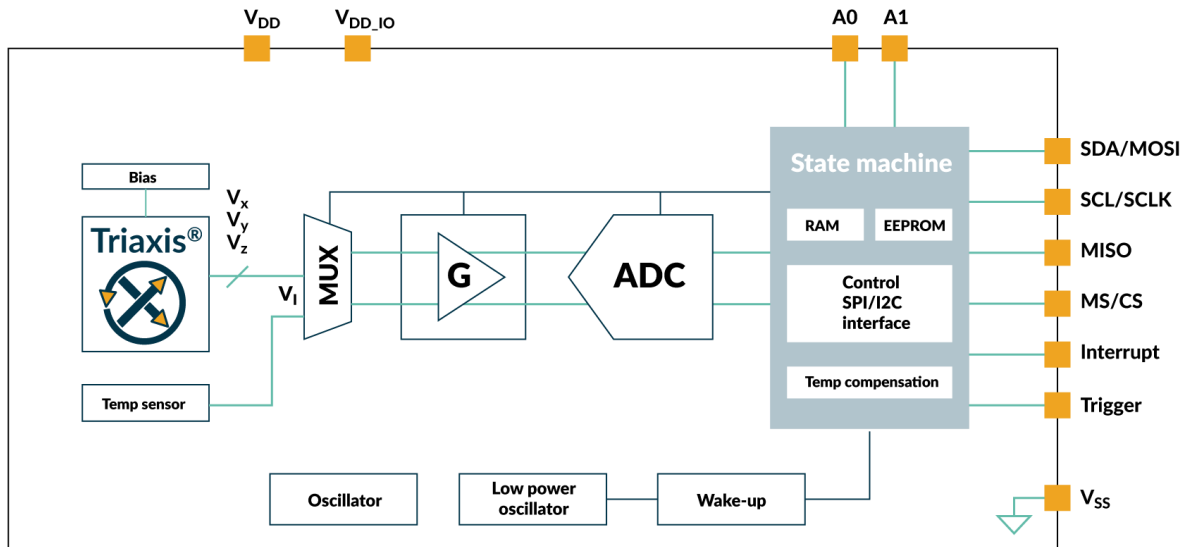 VDD
VDD_IO
A0
A1
Bias
Triaxis®
Vx
Vy
Vz
VI
Temp sensor
MUX
G
ADC
State machine
RAM
EEPROM
Control
SPI/I2C
interface
Temp compensation
SDA/MOSI
SCL/SCLK
MISO
MS/CS
Interrupt
Trigger
VSS
Oscillator
Low power
oscillator
Wake-up